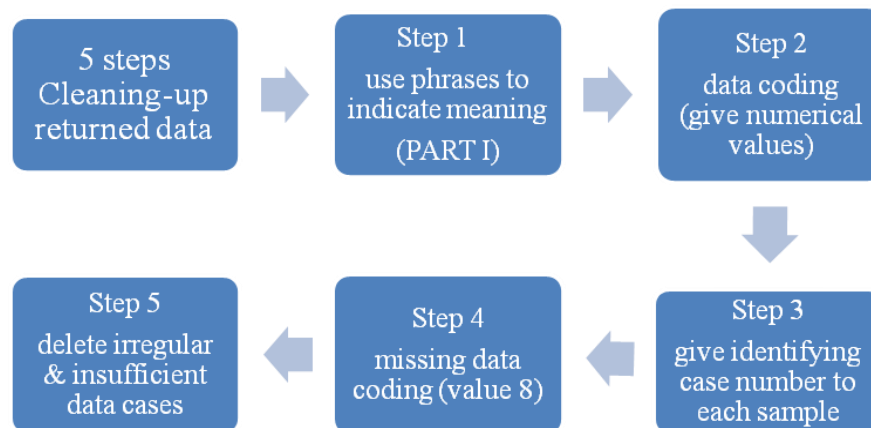 5 steps
Cleaning-up
returned data
Step 1
use phrases to
indicate meaning
(PART I)
Step 2
data coding
(give numerical
values)
Step 3
give identifying
case number to
each sample
Step 4
missing data
coding (value 8)
Step 5
delete irregular
& insufficient
data cases